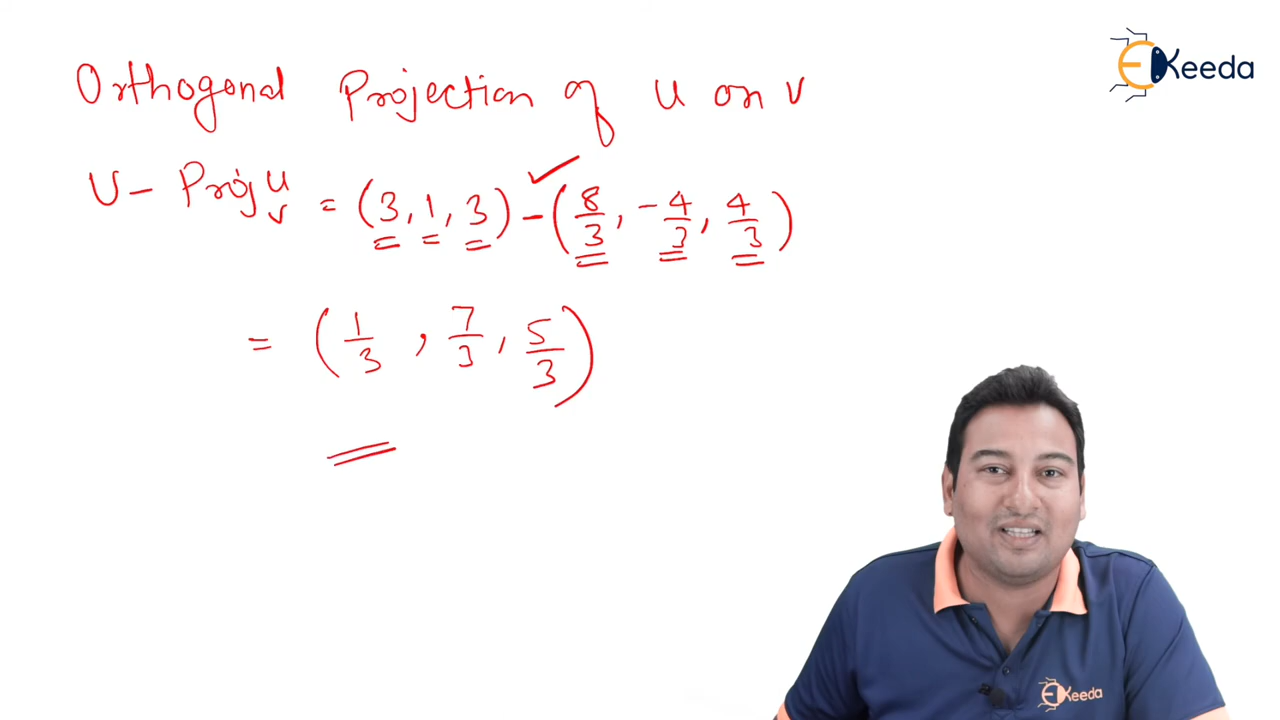 EKeeda
Orthogonal Projection of u on v
U - Proj u v = (3, 1, 3) - (8/3, -4/3, 4/3)
= (1/3, 7/3, 5/3)
EKeeda